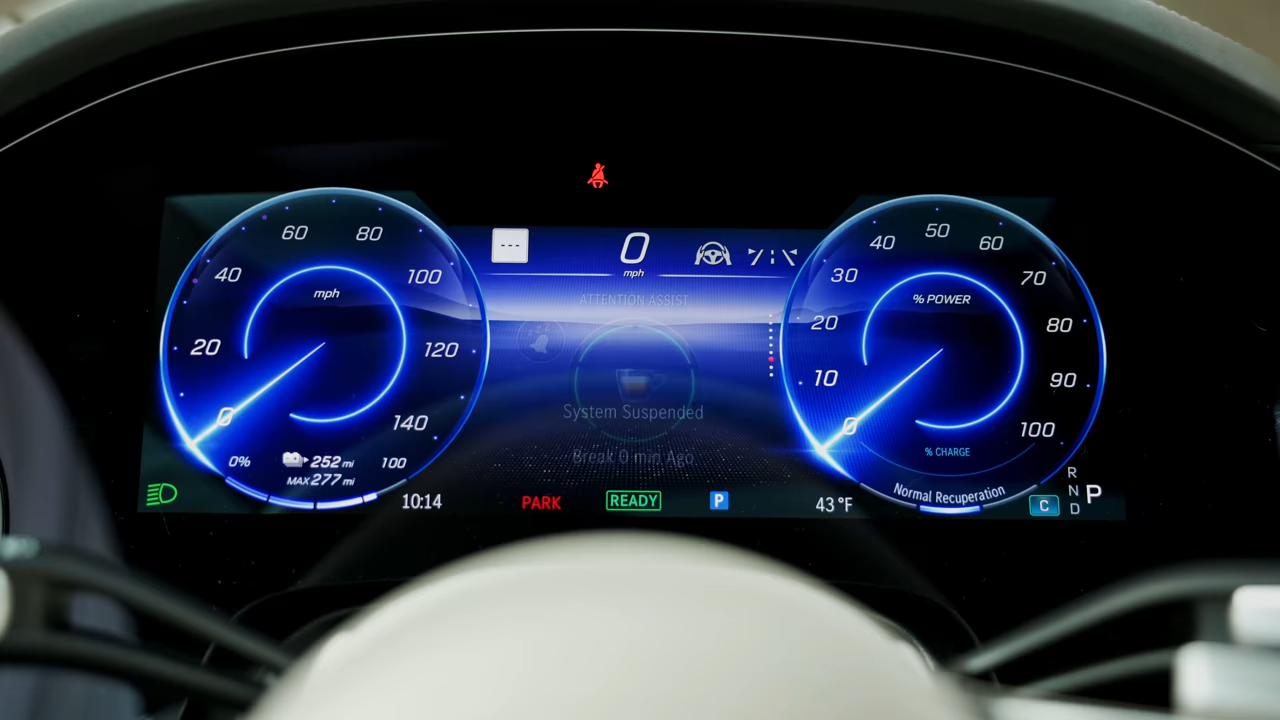 60 80
40 100
mph
20 120
0 140
0% 252 mi 100
MAX 277 mi
10:14
---
0
mph
ATTENTION ASSIST
System Suspended
Break 0 min Ago
PARK
READY
P
43 °F
50
40 60
30 70
% POWER
20 80
10 90
0 100
% CHARGE
Normal Recuperation
C
R
N P
D